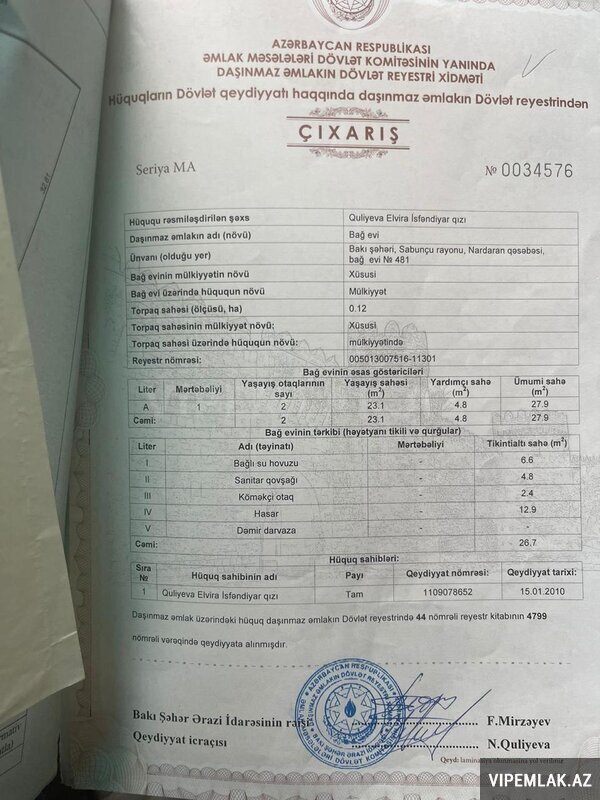 AZƏRBAYCAN RESPUBLİKASI
ƏMLAK MƏSƏLƏLƏRİ DÖVLƏT KOMİTƏSİNİN YANINDA
DAŞINMAZ ƏMLAKIN DÖVLƏT REYESTRİ XİDMƏTİ
Hüquqların Dövlət qeydiyyatı haqqında daşınmaz əmlakın Dövlət reyestrindən
ÇIXARIŞ
Seriya MA № 0034576
32.61
Hüququ rəsmiləşdirilən şəxs Quliyeva Elvira İsfəndiyar qızı
Daşınmaz əmlakın adı (növü) Bağ evi
Ünvanı (olduğu yer) Bakı şəhəri, Sabunçu rayonu, Nardaran qəsəbəsi,
bağ evi № 481
Bağ evinin mülkiyyətin növü Xüsusi
Bağ evi üzərində hüququn növü Mülkiyyət
Torpaq sahəsi (ölçüsü, ha) 0.12
Torpaq sahəsinin mülkiyyət növü: Xüsusi
Torpaq sahəsi üzərində hüququn növü: mülkiyyətində
Reyestr nömrəsi: 005013007516-11301
Bağ evinin əsas göstəriciləri
Liter Mərtəbəliyi Yaşayış otaqlarının sayı Yaşayış sahəsi (m²) Yardımçı sahə (m²) Ümumi sahə (m²)
A 1 2 23.1 4.8 27.9
Cəmi: 2 23.1 4.8 27.9
Bağ evinin tərkibi (həyətyanı tikili və qurğular)
Liter Adı (təyinatı) Mərtəbəliyi Tikintialtı sahə (m²)
I Bağlı su hovuzu - 6.6
II Sanitar qovşağı - 4.8
III Köməkçi otaq - 2.4
IV Hasar - 12.9
V Dəmir darvaza - -
Cəmi: 26.7
Hüquq sahibləri:
Sıra № Hüquq sahibinin adı Payı Qeydiyyat nömrəsi: Qeydiyyat tarixi:
1 Quliyeva Elvira İsfəndiyar qızı Tam 1109078652 15.01.2010
Daşınmaz əmlak üzərindəki hüquq daşınmaz əmlakın Dövlət reyestrində 44 nömrəli reyestr kitabının 4799
nömrəli vərəqində qeydiyyata alınmışdır.
Bakı Şəhər Ərazi İdarəsinin rəisi F.Mirzəyev
Qeydiyyat icraçısı N.Quliyeva
Qeyd: laminasiya olunmasına yol verilmir
VIPEMLAK.AZ